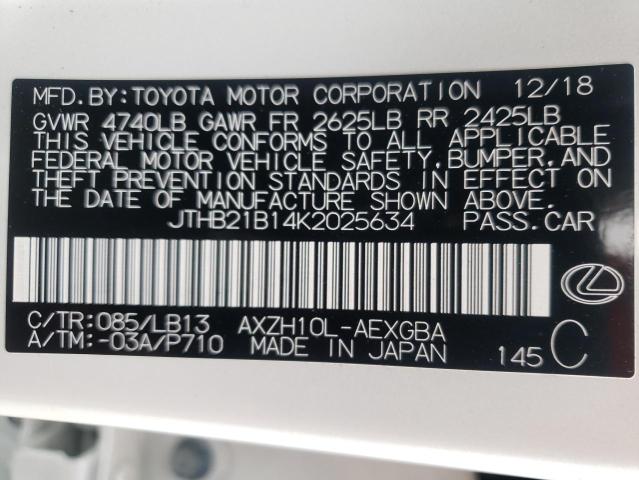 MFD.BY:TOYOTA MOTOR CORPORATION 12/18
GVWR 4740LB GAWR FR 2625LB RR 2425LB
THIS VEHICLE CONFORMS TO ALL APPLICABLE
FEDERAL MOTOR VEHICLE SAFETY, BUMPER, AND
THEFT PREVENTION STANDARDS IN EFFECT ON
THE DATE OF MANUFACTURE SHOWN ABOVE.
JTHB21B14K2025634 PASS.CAR
C/TR:085/LB13 AXZH10L-AEXGBA
A/TM:-03A/P710 MADE IN JAPAN 145 C